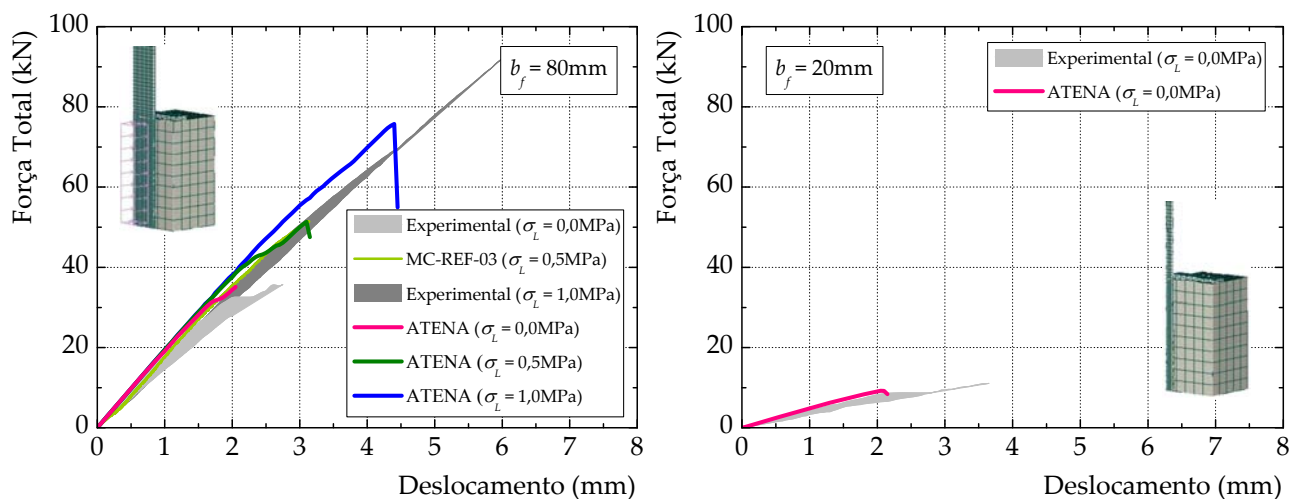 100
80
60
40
20
0
Força Total (kN)
b_f = 80mm
Experimental (σ_L = 0,0MPa)
MC-REF-03 (σ_L = 0,5MPa)
Experimental (σ_L = 1,0MPa)
ATENA (σ_L = 0,0MPa)
ATENA (σ_L = 0,5MPa)
ATENA (σ_L = 1,0MPa)
0 1 2 3 4 5 6 7 8
Deslocamento (mm)
100
80
60
40
20
0
Força Total (kN)
b_f = 20mm
Experimental (σ_L = 0,0MPa)
ATENA (σ_L = 0,0MPa)
0 1 2 3 4 5 6 7 8
Deslocamento (mm)